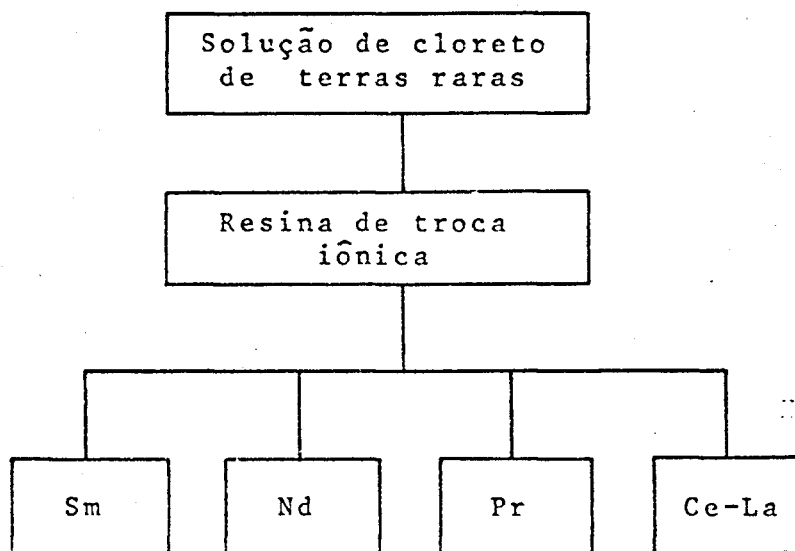 Solução de cloreto
de terras raras
Resina de troca
iônica
Sm
Nd
Pr
Ce-La